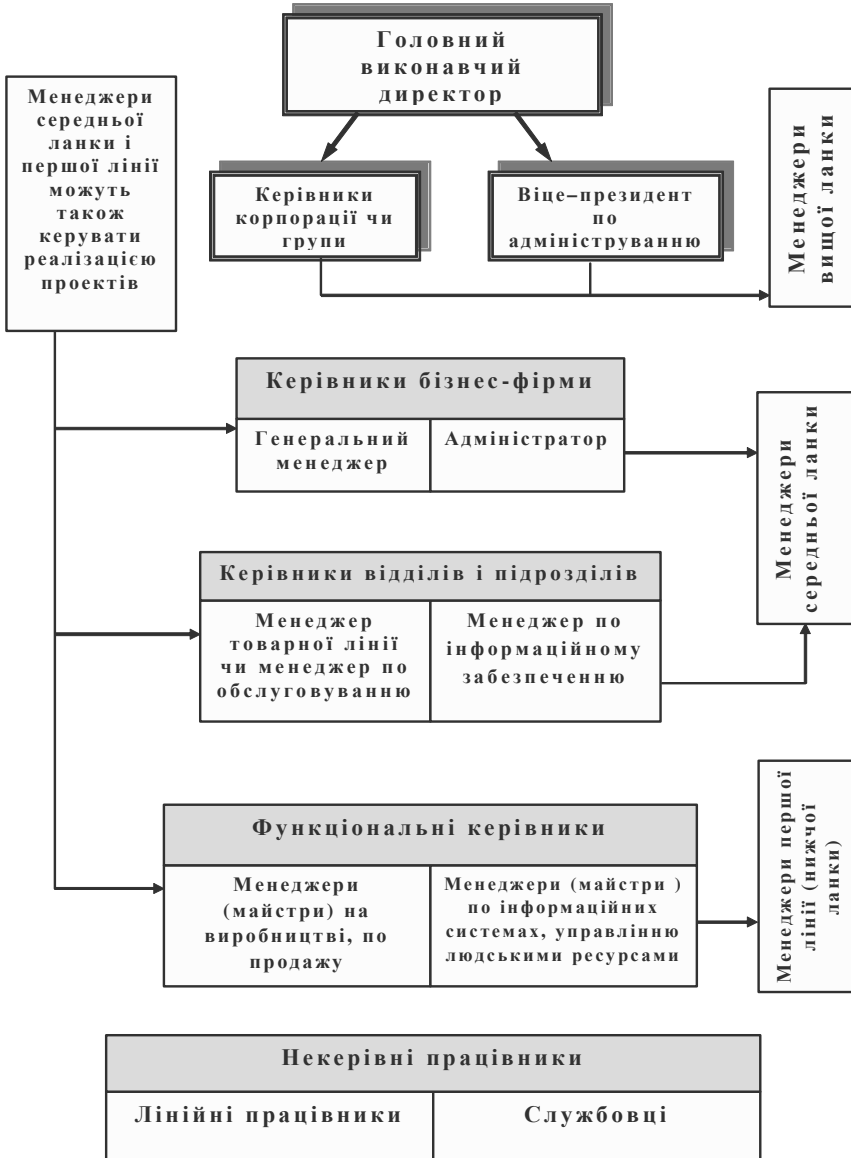 Головний
виконавчий
директор
Менеджери
середньої
ланки і
першої лінії
можуть
також
керувати
реалізацією
проектів
Керівники
корпорації чи
групи
Віце–президент
по
адмініструванню
Менеджери
вищої ланки
Керівники бізнес-фірми
Генеральний
менеджер
Адміністратор
Менеджери
середньої ланки
Керівники відділів і підрозділів
Менеджер
товарної лінії
чи менеджер по
обслуговуванню
Менеджер по
інформаційному
забезпеченню
Функціональні керівники
Менеджери
(майстри) на
виробництві, по
продажу
Менеджери (майстри )
по інформаційних
системах, управлінню
людськими ресурсами
Менеджери першої
лінії (нижчої
ланки)
Некерівні працівники
Лінійні працівники
Службовці